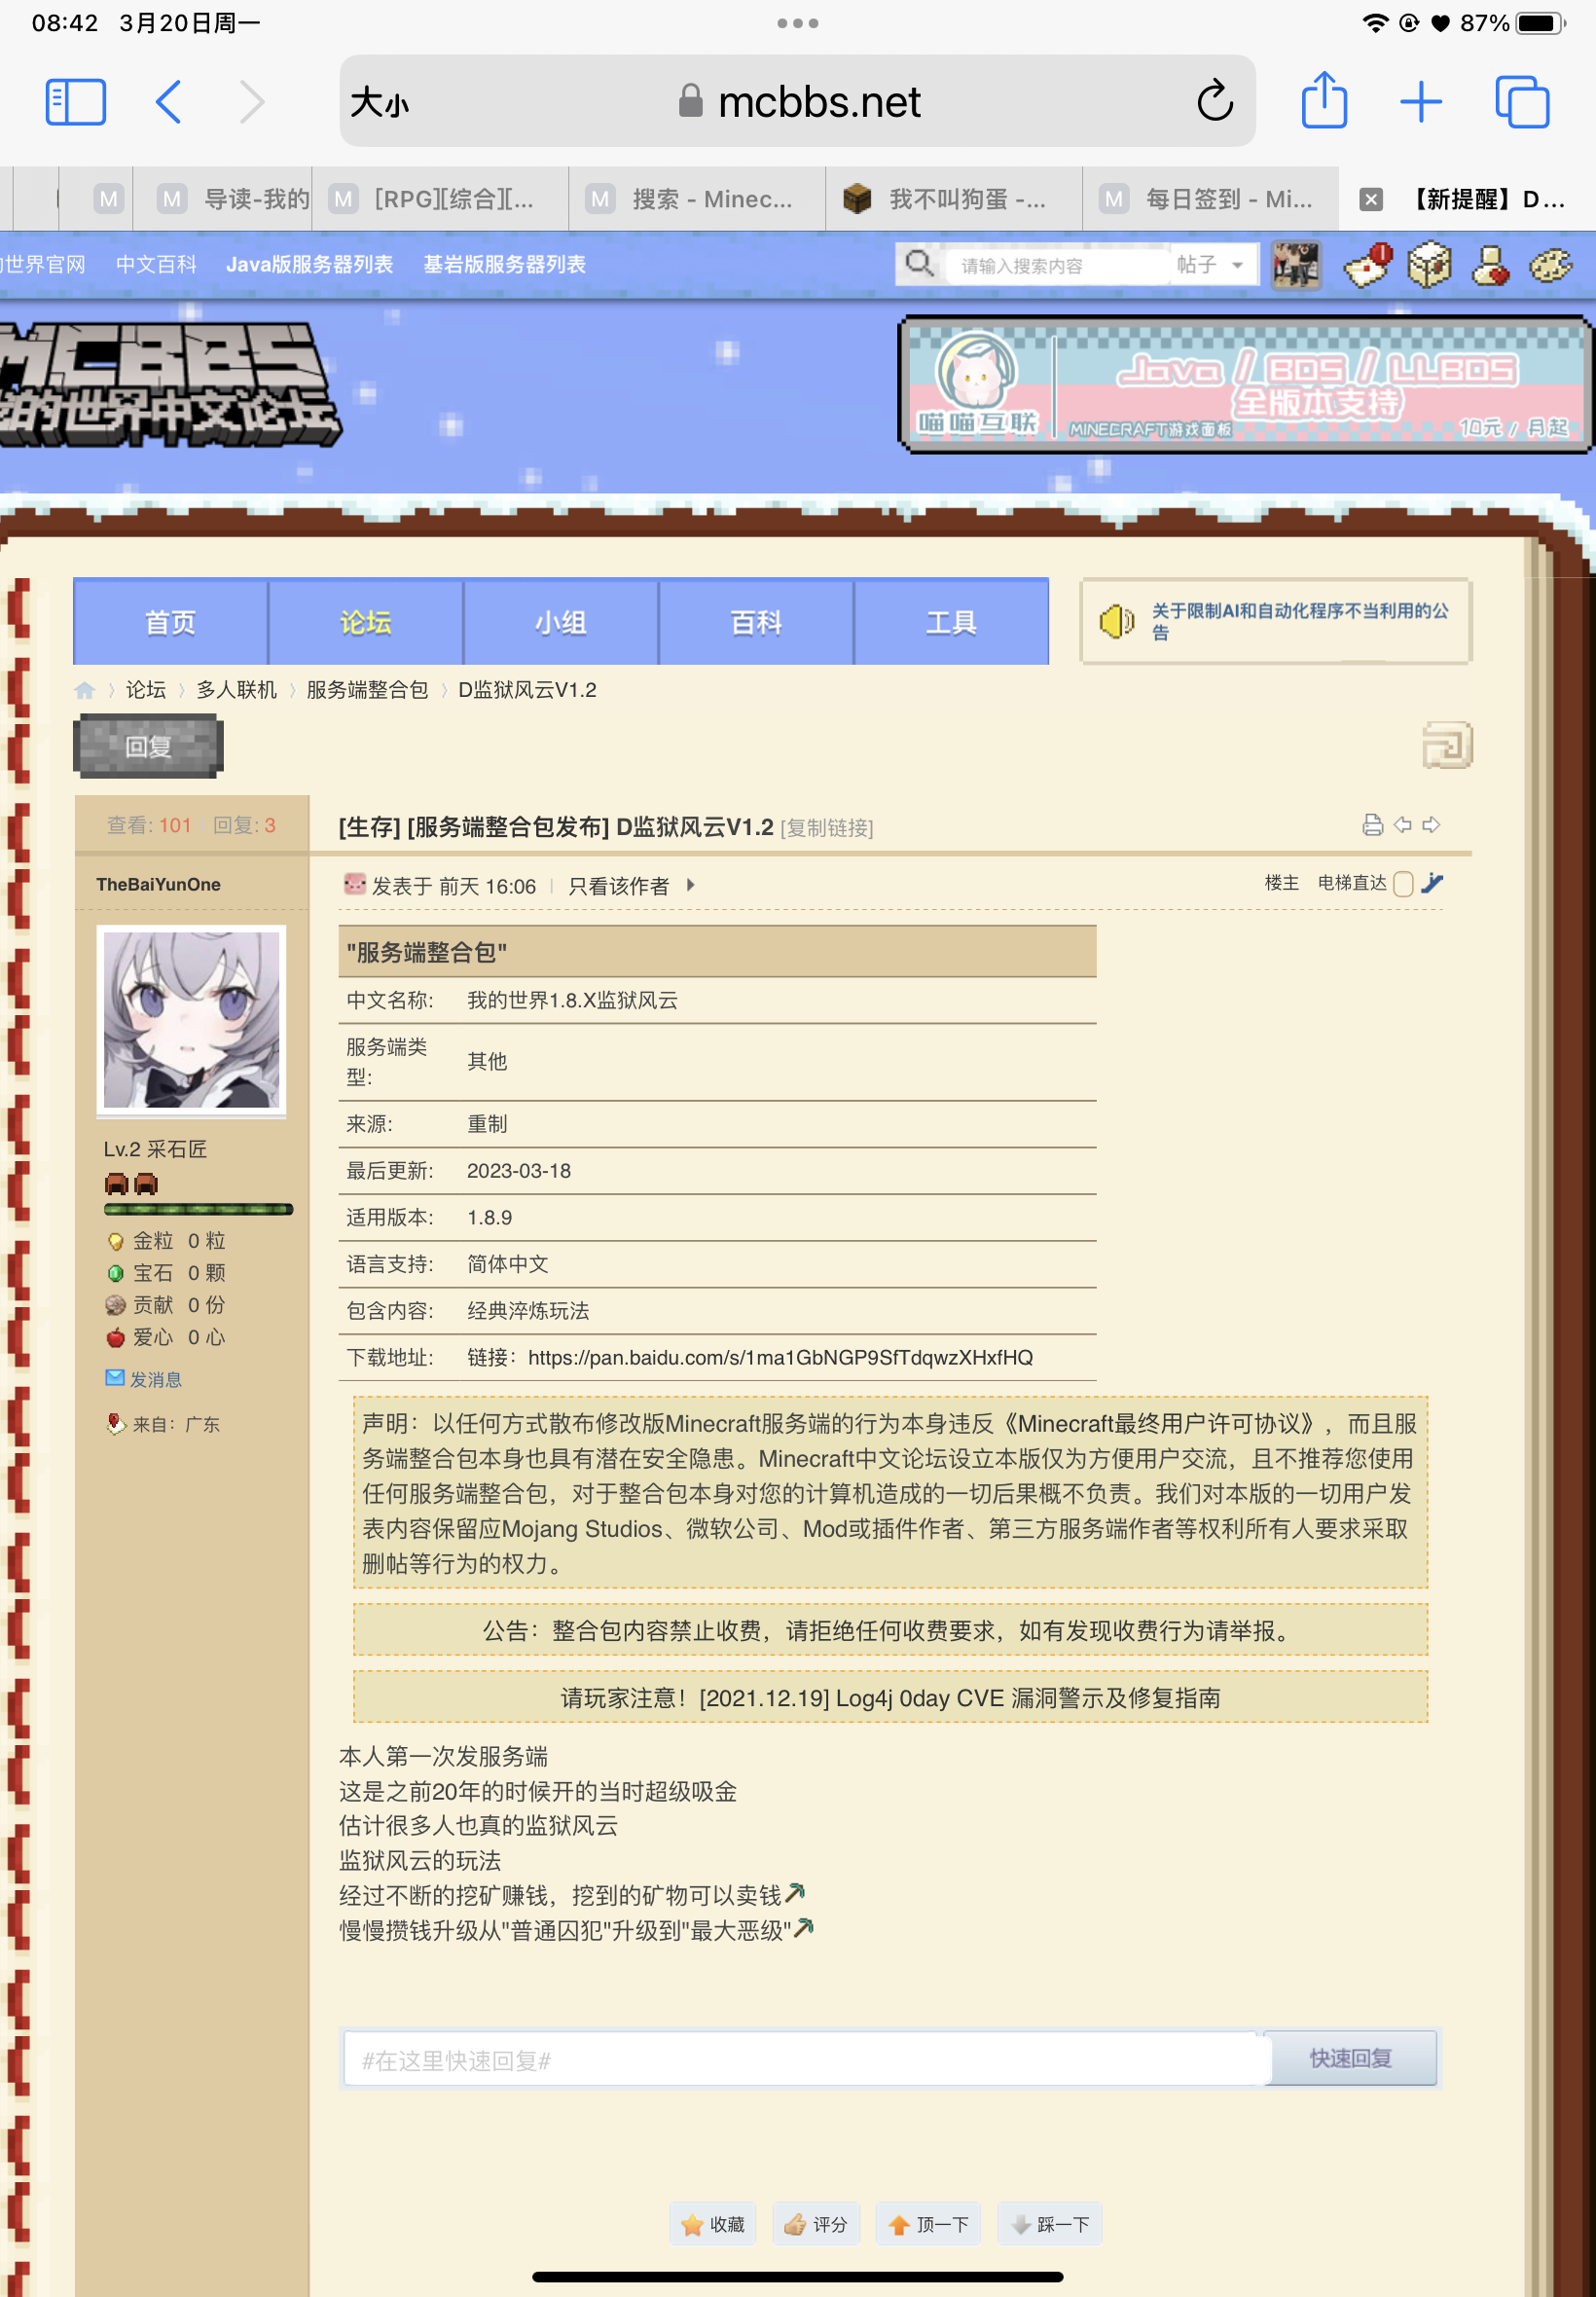 08:42 3月20日周一
87%
大小
mcbbs.net
导读-我的
[RPG][综合][...
搜索 - Minec...
我不叫狗蛋 -...
每日签到 - Mi...
【新提醒】D...
世界官网 中文百科 Java版服务器列表 基岩版服务器列表
请输入搜索内容 帖子
MCBBS
的世界中文论坛
喵喵互联
Java / BDS / LLBDS
全版本支持
MINECRAFT游戏面板
10元 / 月起
首页 论坛 小组 百科 工具
关于限制AI和自动化程序不当利用的公
告
论坛 〉 多人联机 〉 服务端整合包 〉 D监狱风云V1.2
回复
查看: 101 回复: 3
[生存] [服务端整合包发布] D监狱风云V1.2 [复制链接]
TheBaiYunOne
发表于 前天 16:06 只看该作者
楼主 电梯直达
Lv.2 采石匠
金粒 0 粒
宝石 0 颗
贡献 0 份
爱心 0 心
发消息
来自：广东
"服务端整合包"
中文名称: 我的世界1.8.X监狱风云
服务端类
型:
其他
来源: 重制
最后更新: 2023-03-18
适用版本: 1.8.9
语言支持: 简体中文
包含内容: 经典淬炼玩法
下载地址: 链接：https://pan.baidu.com/s/1ma1GbNGP9SfTdqwzXHxfHQ
声明：以任何方式散布修改版Minecraft服务端的行为本身违反《Minecraft最终用户许可协议》，而且服
务端整合包本身也具有潜在安全隐患。Minecraft中文论坛设立本版仅为方便用户交流，且不推荐您使用
任何服务端整合包，对于整合包本身对您的计算机造成的一切后果概不负责。我们对本版的一切用户发
表内容保留应Mojang Studios、微软公司、Mod或插件作者、第三方服务端作者等权利所有人要求采取
删帖等行为的权力。
公告：整合包内容禁止收费，请拒绝任何收费要求，如有发现收费行为请举报。
请玩家注意！[2021.12.19] Log4j 0day CVE 漏洞警示及修复指南
本人第一次发服务端
这是之前20年的时候开的当时超级吸金
估计很多人也真的监狱风云
监狱风云的玩法
经过不断的挖矿赚钱，挖到的矿物可以卖钱
慢慢攒钱升级从"普通囚犯"升级到"最大恶级"
#在这里快速回复#
快速回复
收藏 评分 顶一下 踩一下